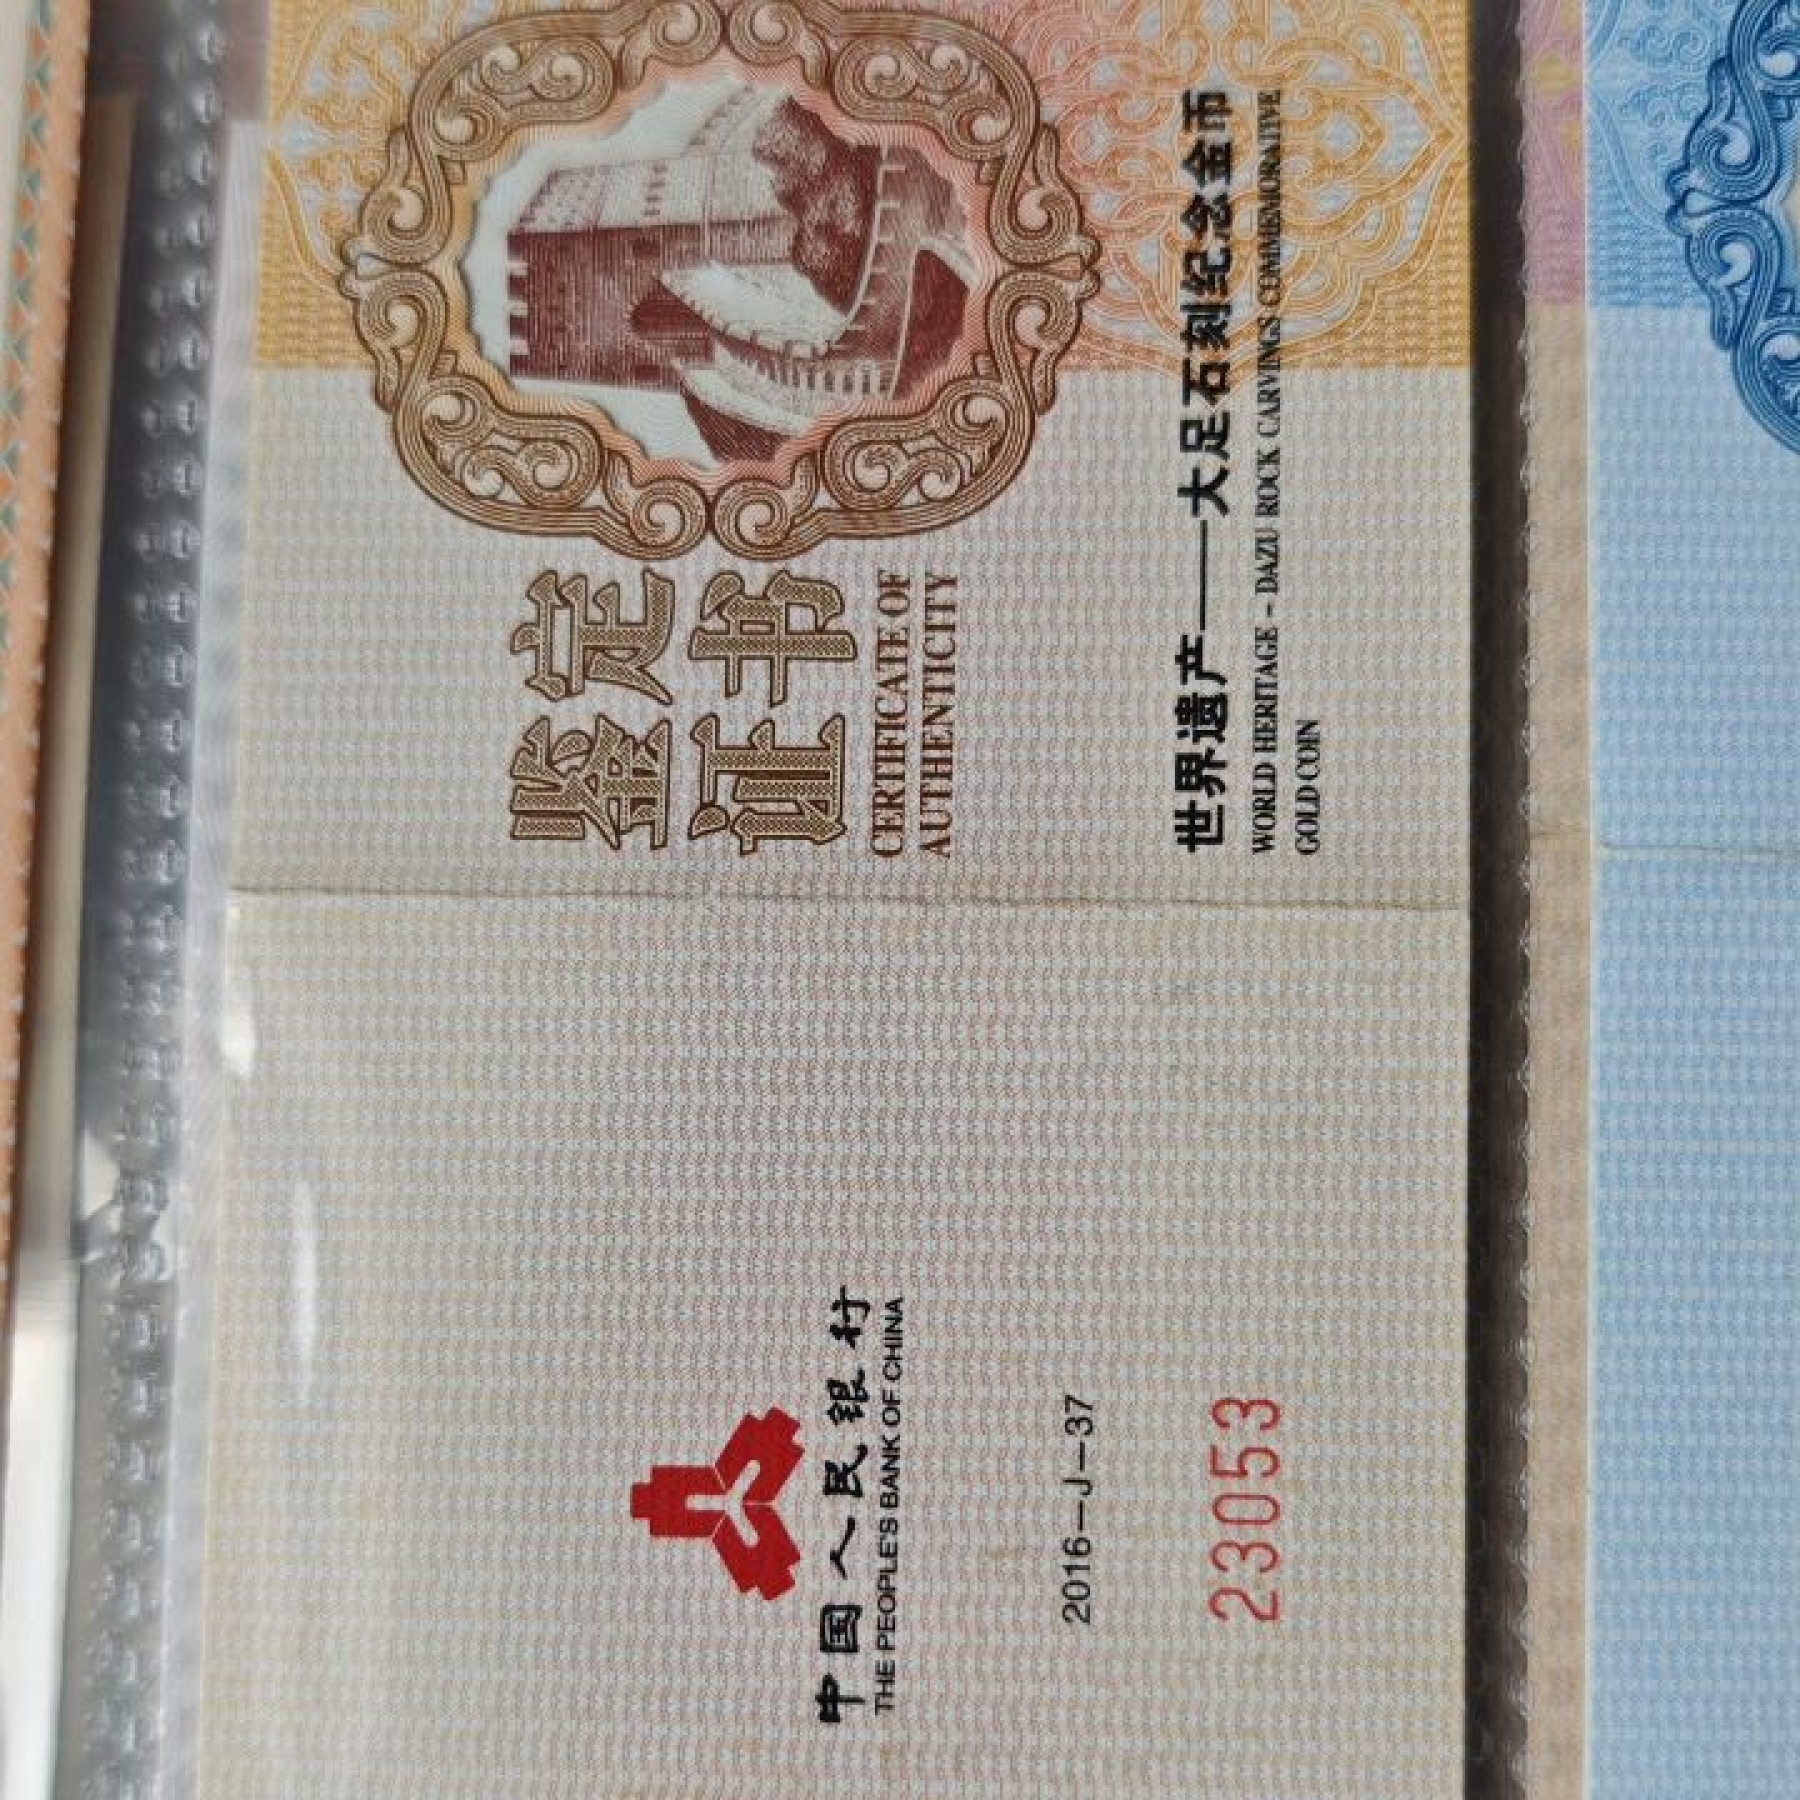 中国人民银行
THE PEOPLE'S BANK OF CHINA
2016—J—37
23053
鉴定
证书
CERTIFICATE OF
AUTHENTICITY
世界遗产——大足石刻纪念金币
WORLD HERITAGE - DAZU ROCK CARVINGS COMMEMORATIVE
GOLD COIN